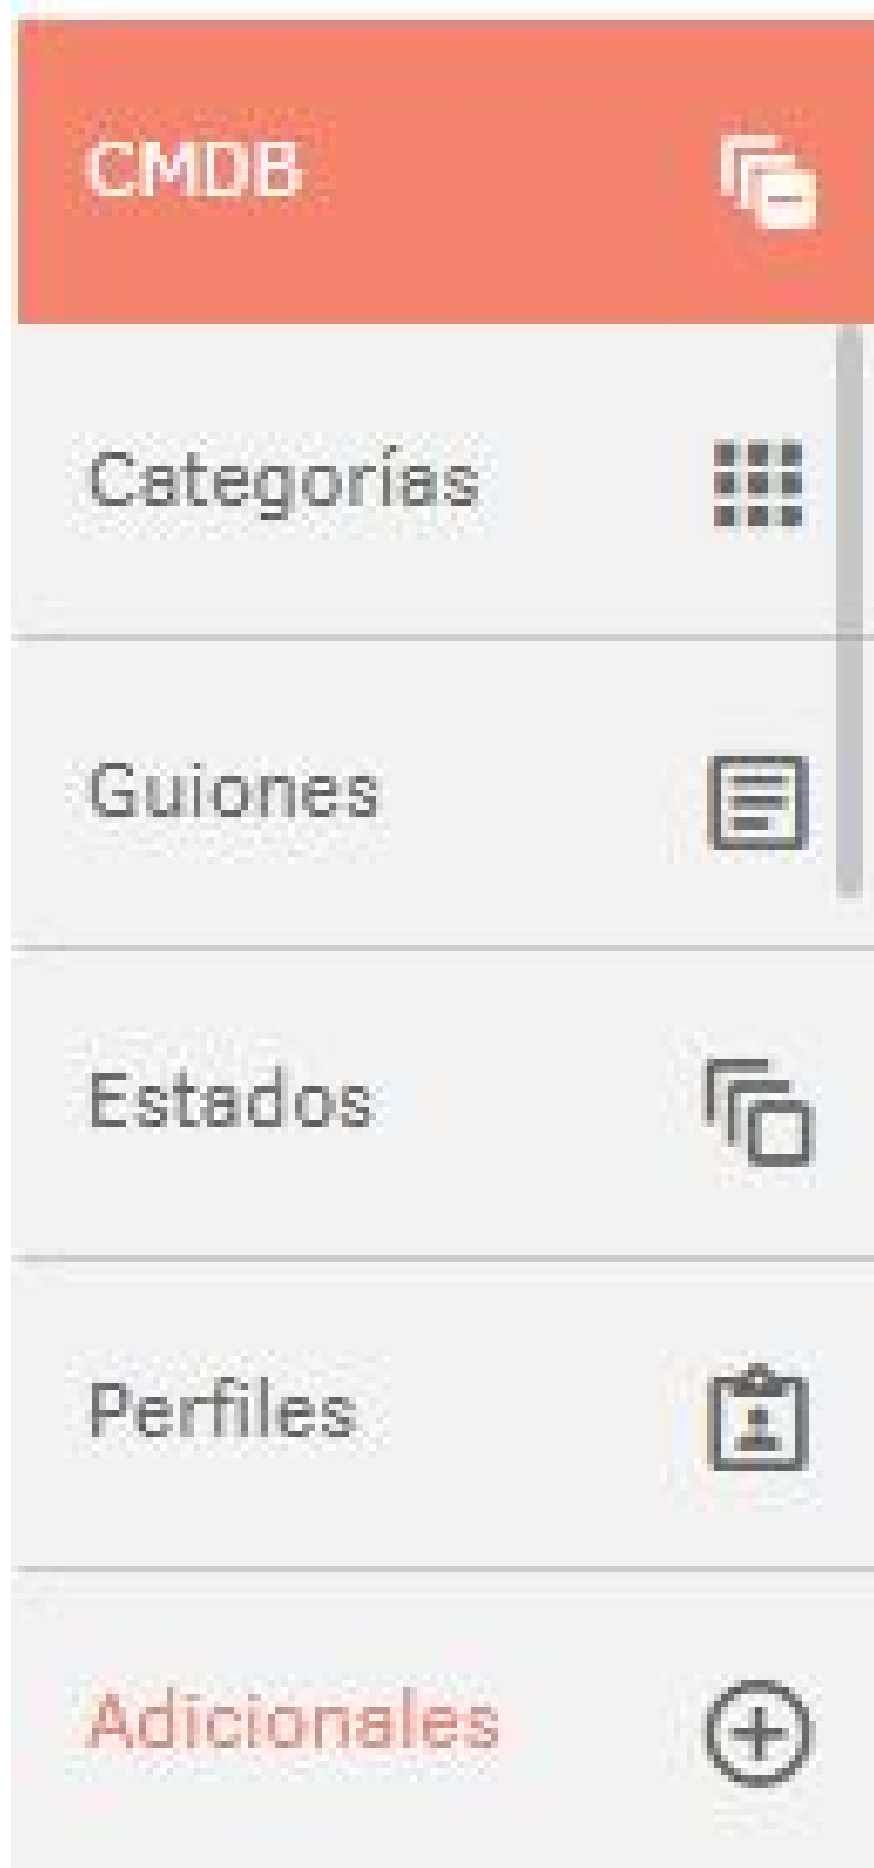 CMDB
Categorías
Guiones
Estados
Perfiles
Adicionales